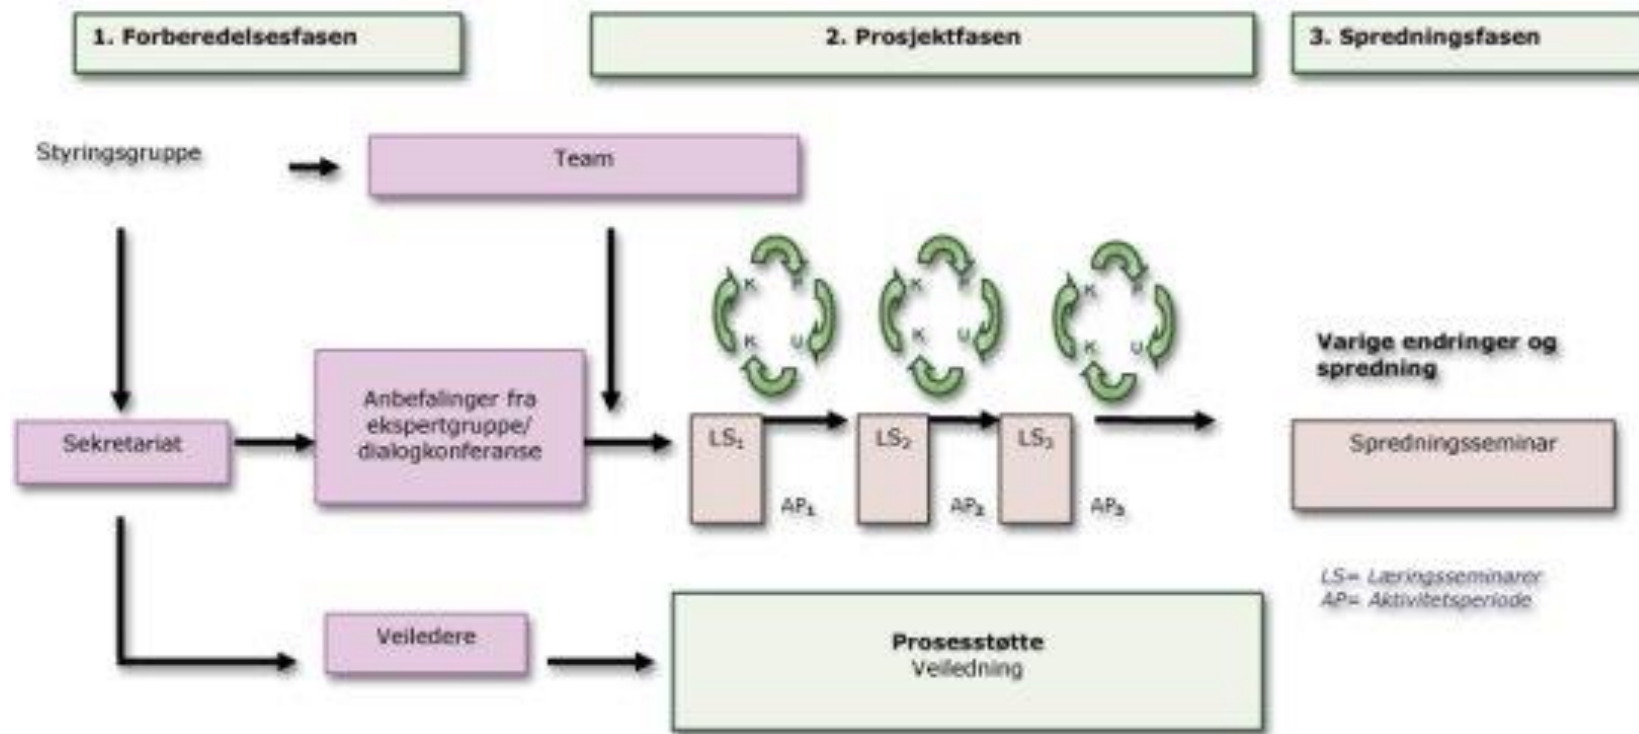 1. Forberedelsesfasen
2. Prosjektfasen
3. Spredningsfasen
Styringsgruppe
Team
K P
K U
K P
K U
K P
K U
Varige endringer og
spredning
Anbefalinger fra
ekspertgruppe/
dialogkonferanse
Sekretariat
LS₁
LS₂
LS₃
Spredningsseminar
AP₁
AP₂
AP₃
LS= Læringsseminarer
AP= Aktivitetsperiode
Veiledere
Prosesstøtte
Veiledning